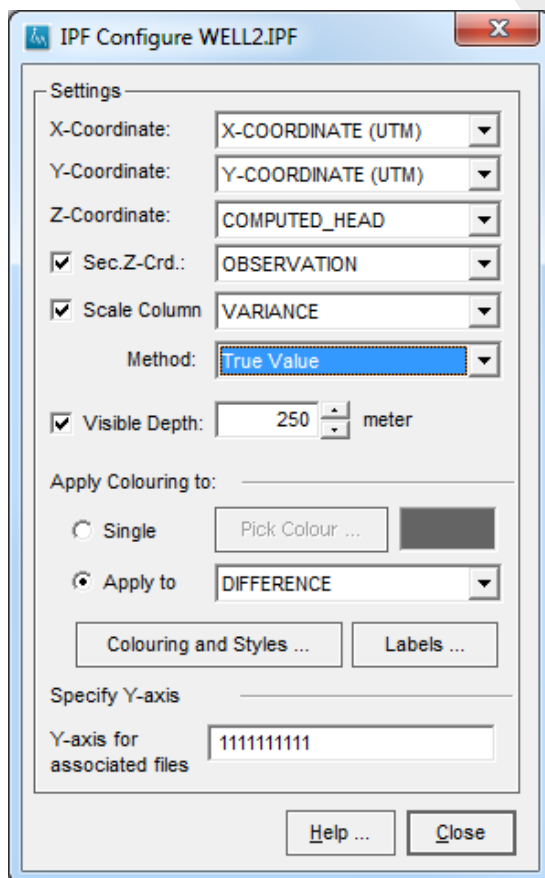 IPF Configure WELL2.IPF
Settings
X-Coordinate: X-COORDINATE (UTM)
Y-Coordinate: Y-COORDINATE (UTM)
Z-Coordinate: COMPUTED_HEAD
Sec.Z-Crd.: OBSERVATION
Scale Column VARIANCE
Method: True Value
Visible Depth: 250 meter
Apply Colouring to:
Single Pick Colour ...
Apply to DIFFERENCE
Colouring and Styles ... Labels ...
Specify Y-axis
Y-axis for
associated files 1111111111
Help ... Close